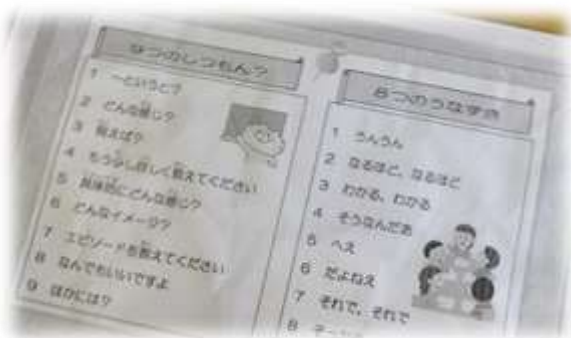 9つのしつもん?
1 〜というと?
2 どんな感じ?
3 例えば?
4 もう少し詳しく教えてください
5 具体的にどんな感じ?
6 どんなイメージ?
7 エピソードを教えてください
8 なんでもいいですよ
9 ほかには?
8つのうなずき
1 うんうん
2 なるほど、なるほど
3 わかる、わかる
4 そうなんだあ
5 へえ
6 だよねえ
7 それで、それで
8